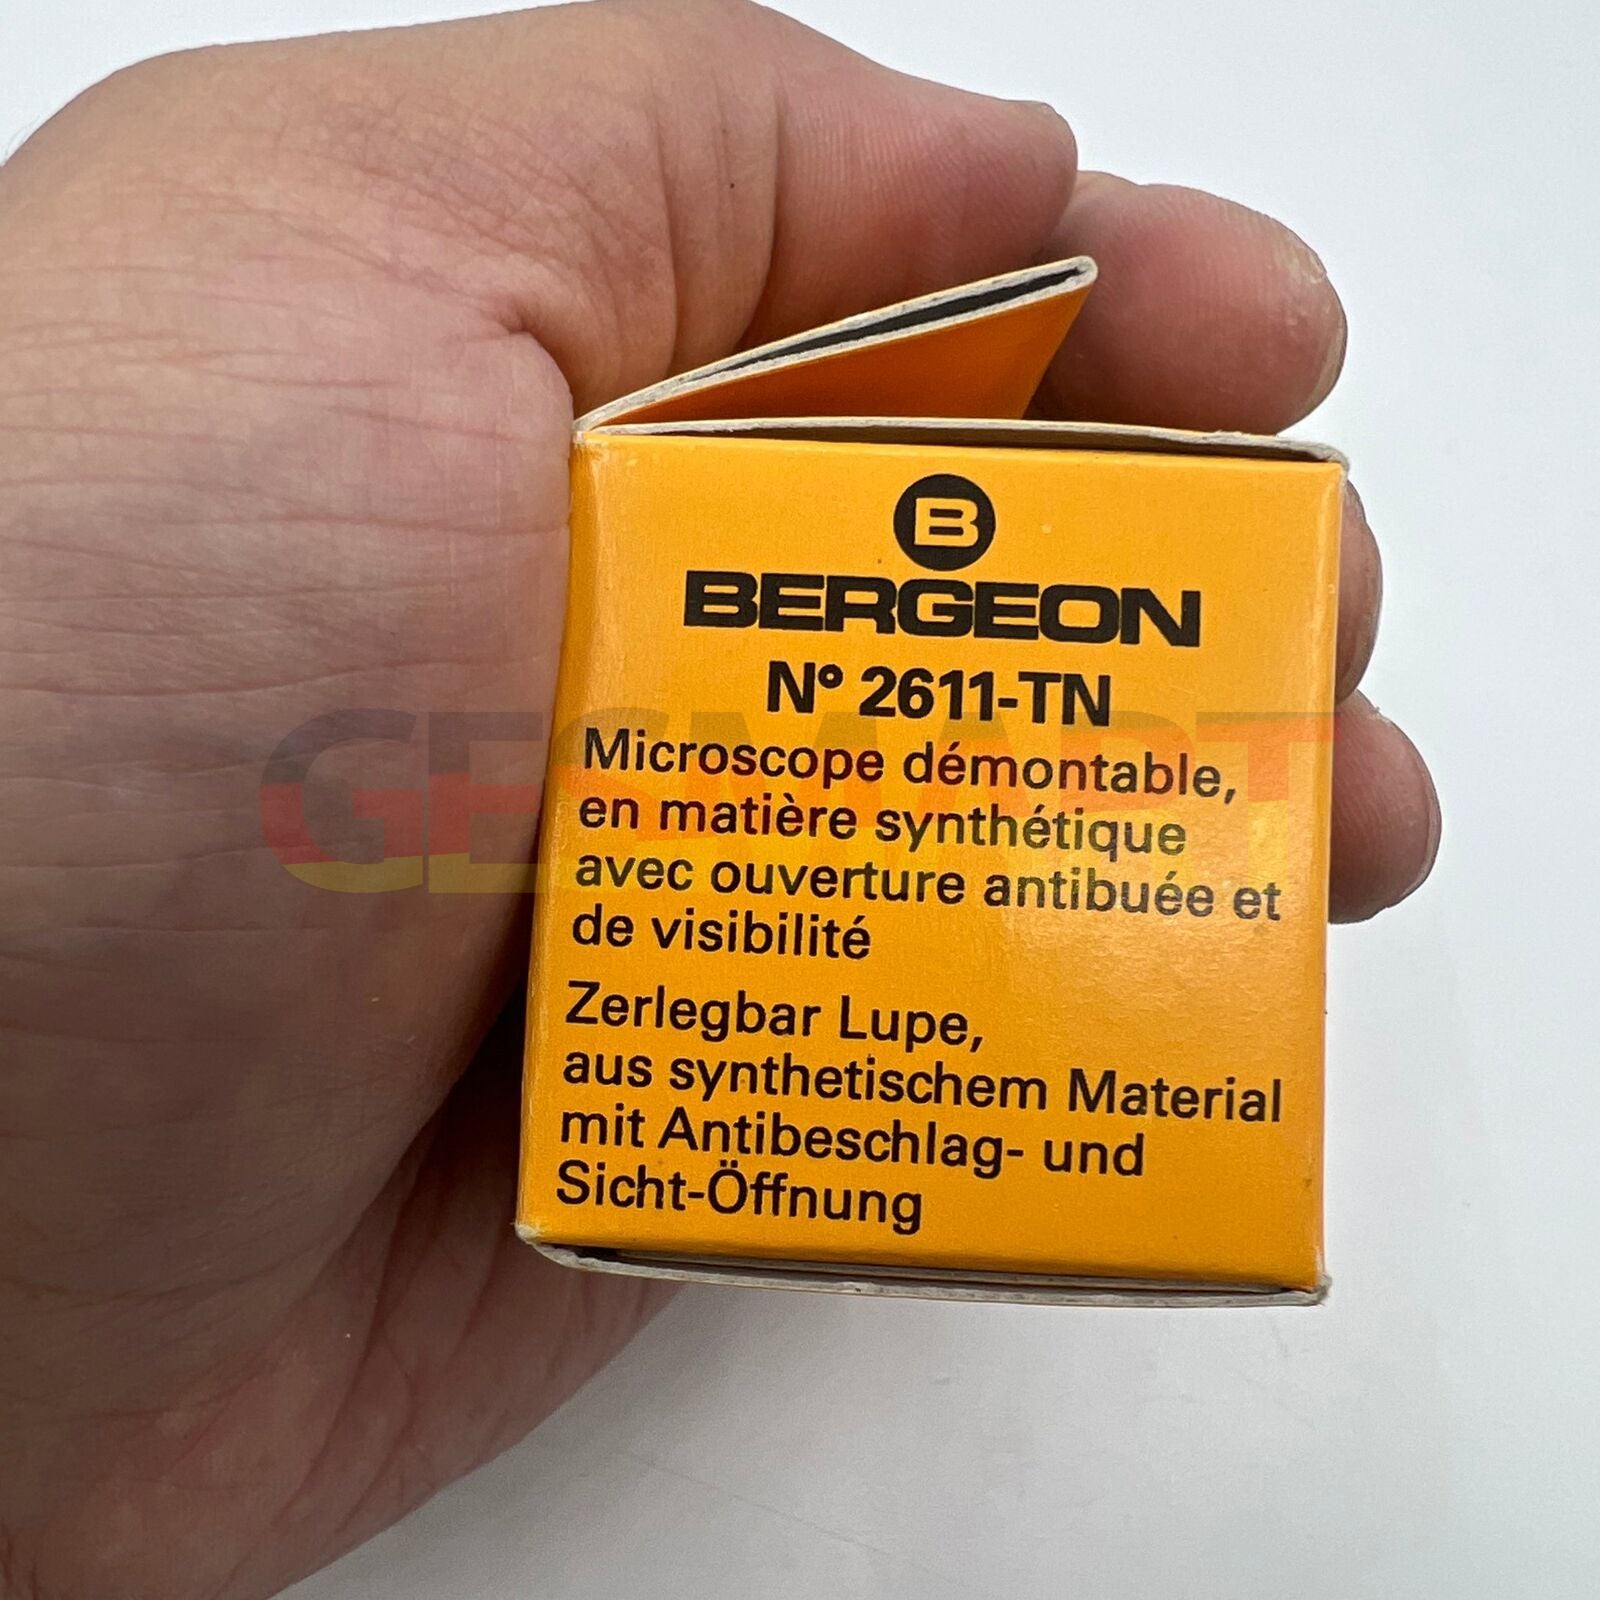 B
BERGEON
N° 2611-TN
GESMART
Microscope démontable,
en matière synthétique
avec ouverture antibuée et
de visibilité
Zerlegbar Lupe,
aus synthetischem Material
mit Antibeschlag- und
Sicht-Öffnung